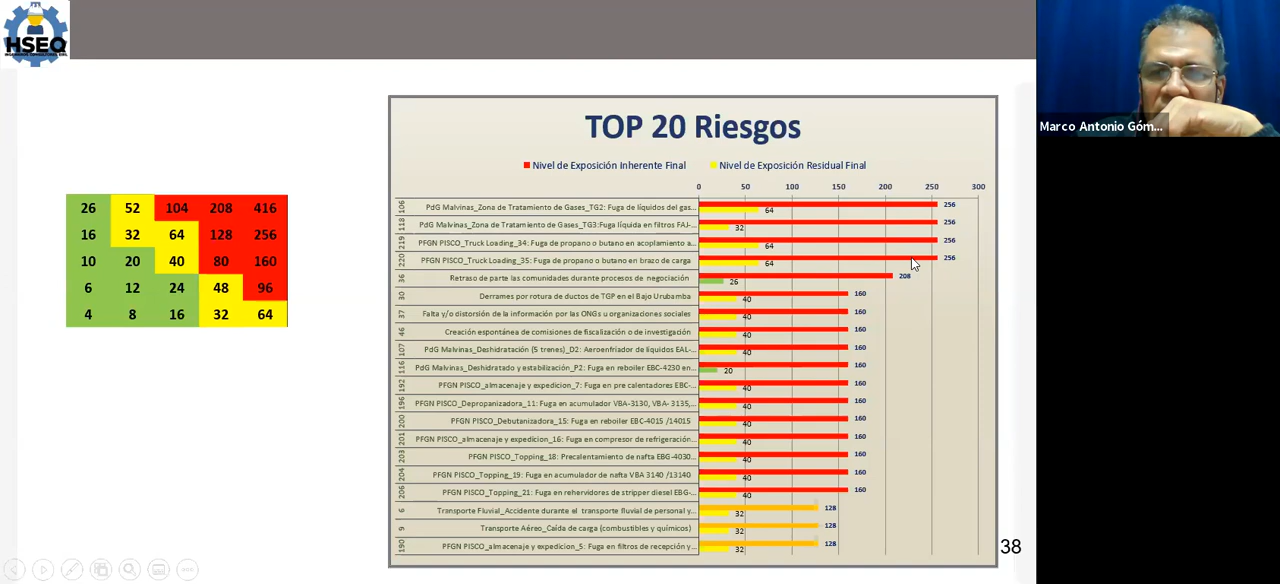 HSEQ
Marco Antonio Góm...
26 52 104 208 416
16 32 64 128 256
10 20 40 80 160
6 12 24 48 96
4 8 16 32 64
TOP 20 Riesgos
Nivel de Exposición Inherente Final Nivel de Exposición Residual Final
0 50 100 150 200 250 300
106 PdG Malvinas_Zona de Tratamiento de Gases_TG2: Fuga de líquidos del gas... 256 64
118 PdG Malvinas_Zona de Tratamiento de Gases_TG3:Fuga líquida en filtros FAJ-... 256 32
219 PFGN PISCO_Truck Loading_34: Fuga de propano o butano en acoplamiento a... 256 64
220 PFGN PISCO_Truck Loading_35: Fuga de propano o butano en brazo de carga 256 64
36 Retraso de parte las comunidades durante procesos de negociación 208 26
30 Derrames por rotura de ductos de TGP en el Bajo Urubamba 160 40
37 Falta y/o distorsión de la información por las ONGs u organizaciones sociales 160 40
46 Creación espontánea de comisiones de fiscalización o de investigación 160 40
107 PdG Malvinas_Deshidratación (5 trenes)_D2: Aeroenfriador de líquidos EAL-... 160 40
116 PdG Malvinas_Deshidratado y estabilización_P2: Fuga en reboiler EBC-4230 en... 160 20
192 PFGN PISCO_almacenaje y expedicion_7: Fuga en pre calentadores EBC-... 160 40
196 PFGN PISCO_Depropanizadora_11: Fuga en acumulador VBA-3130, VBA- 3135,... 160 40
200 PFGN PISCO_Debutanizadora_15: Fuga en reboiler EBC-4015 /14015 160 40
201 PFGN PISCO_almacenaje y expedicion_16: Fuga en compresor de refrigeración... 160 40
203 PFGN PISCO_Topping_18: Precalentamiento de nafta EBG-4030... 160 40
204 PFGN PISCO_Topping_19: Fuga en acumulador de nafta VBA 3140 /13140 160 40
206 PFGN PISCO_Topping_21: Fuga en rehervidores de stripper diesel EBG-... 160 40
6 Transporte Fluvial_Accidente durante el transporte fluvial de personal y... 128 32
9 Transporte Aéreo_Caída de carga (combustibles y químicos) 128 32
190 PFGN PISCO_almacenaje y expedicion_5: Fuga en filtros de recepción y... 128 32
38